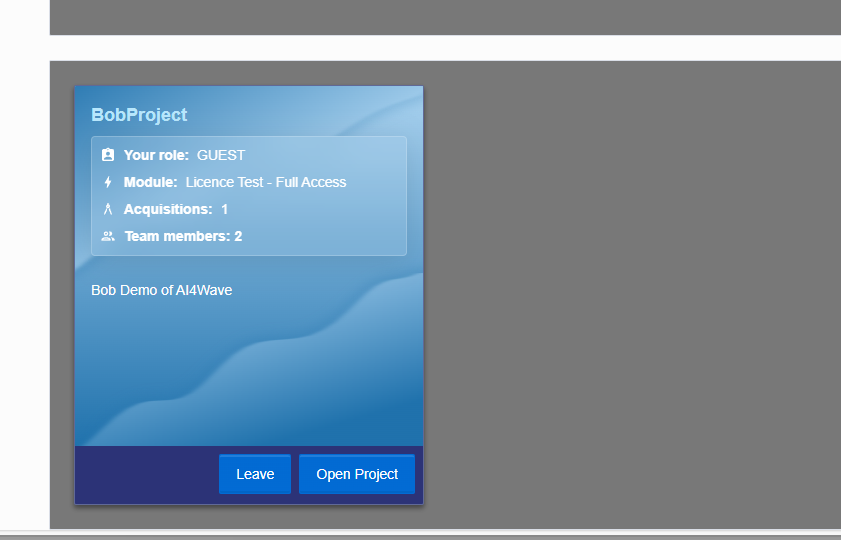 BobProject
Your role: GUEST
Module: Licence Test - Full Access
Acquisitions: 1
Team members: 2
Bob Demo of AI4Wave
Leave Open Project